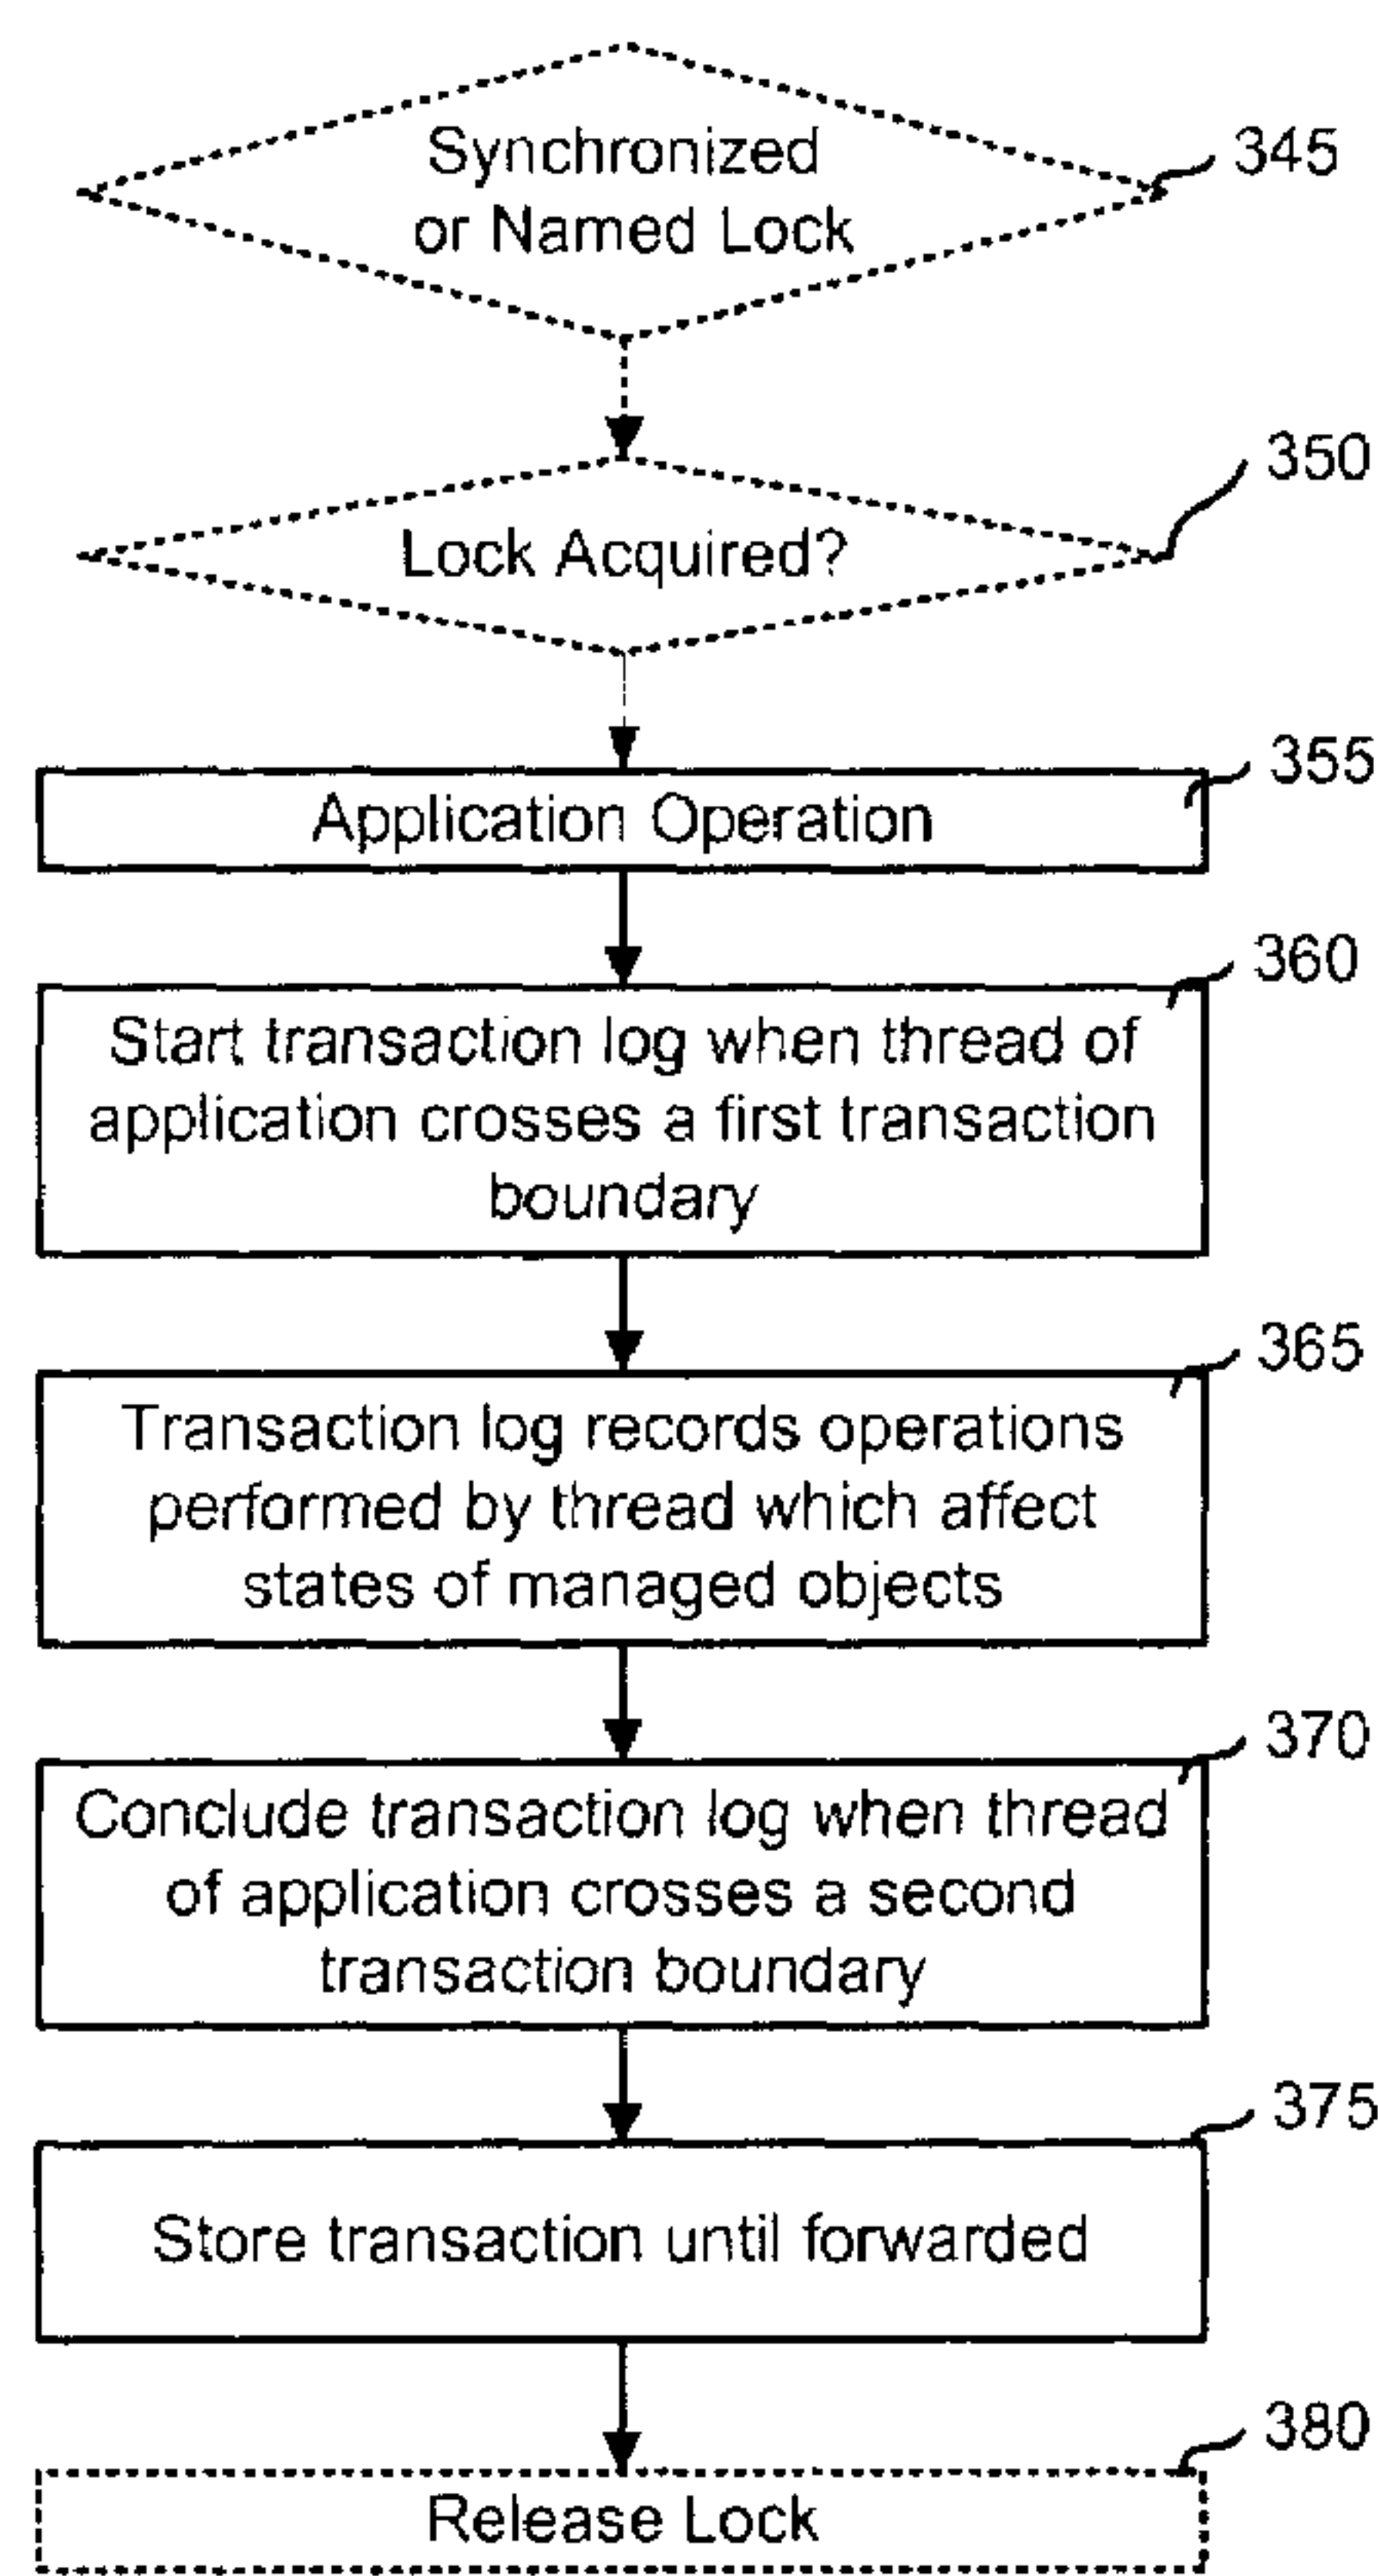 Synchronized
or Named Lock
345
Lock Acquired?
350
Application Operation
355
Start transaction log when thread of
application crosses a first transaction
boundary
360
Transaction log records operations
performed by thread which affect
states of managed objects
365
Conclude transaction log when thread
of application crosses a second
transaction boundary
370
Store transaction until forwarded
375
Release Lock
380